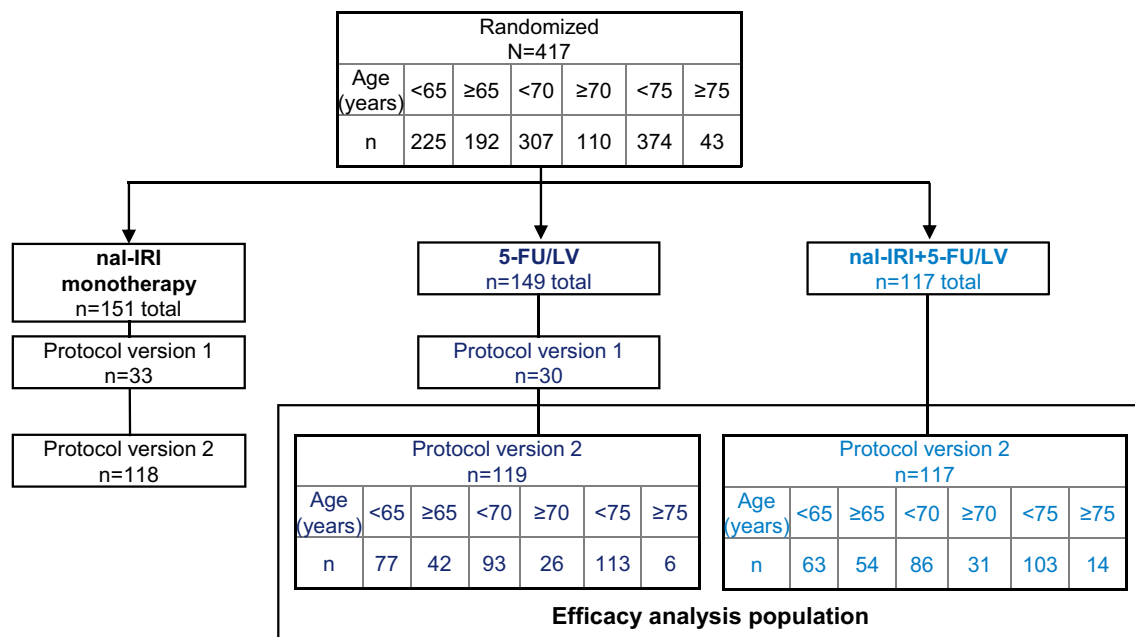 Randomized
N=417
Age (years) <65 ≥65 <70 ≥70 <75 ≥75
n 225 192 307 110 374 43
nal-IRI
monotherapy
n=151 total
5-FU/LV
n=149 total
nal-IRI+5-FU/LV
n=117 total
Protocol version 1
n=33
Protocol version 1
n=30
Protocol version 2
n=118
Protocol version 2
n=119
Age (years) <65 ≥65 <70 ≥70 <75 ≥75
n 77 42 93 26 113 6
Protocol version 2
n=117
Age (years) <65 ≥65 <70 ≥70 <75 ≥75
n 63 54 86 31 103 14
Efficacy analysis population